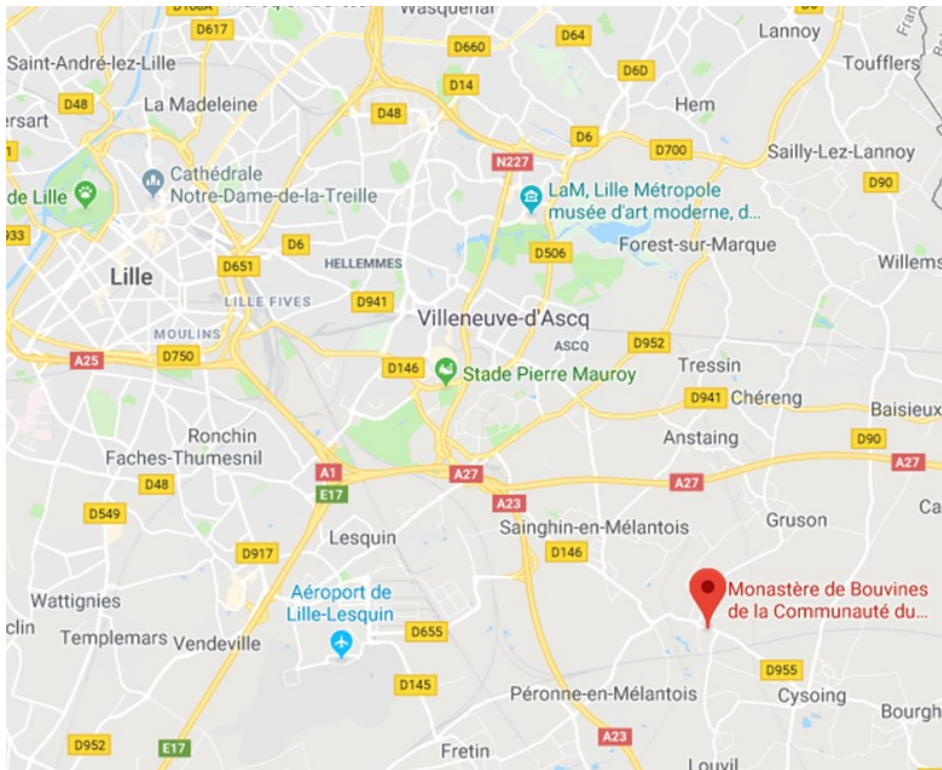 Wasquehal
D617
D660
D64
Lannoy
Saint-André-lez-Lille
D6D
Toufflers
D14
La Madeleine
D48
D48
Hem
D6
D700
N227
Sailly-Lez-Lannoy
Cathédrale
Notre-Dame-de-la-Treille
D90
de Lille
LaM, Lille Métropole
musée d'art moderne, d...
D6
D506
Forest-sur-Marque
Willems
D651
HELLEMMES
Lille
LILLE FIVES
D941
Villeneuve-d'Ascq
MOULINS
A25
D750
ASCQ
D952
D146
Stade Pierre Mauroy
Tressin
D941
Chéreng
Baisieux
Ronchin
Anstaing
D90
Faches-Thumesnil
A1
A27
A27
A27
D48
E17
A23
D549
Sainghin-en-Mélantois
Gruson
Lesquin
D917
D146
Aéroport de
Lille-Lesquin
Monastère de Bouvines
de la Communauté du...
Wattignies
Templemars
Vendeville
D655
D955
D145
Péronne-en-Mélantois
Cysoing
Bourgh
D952
E17
A23
Fretin
Louvil